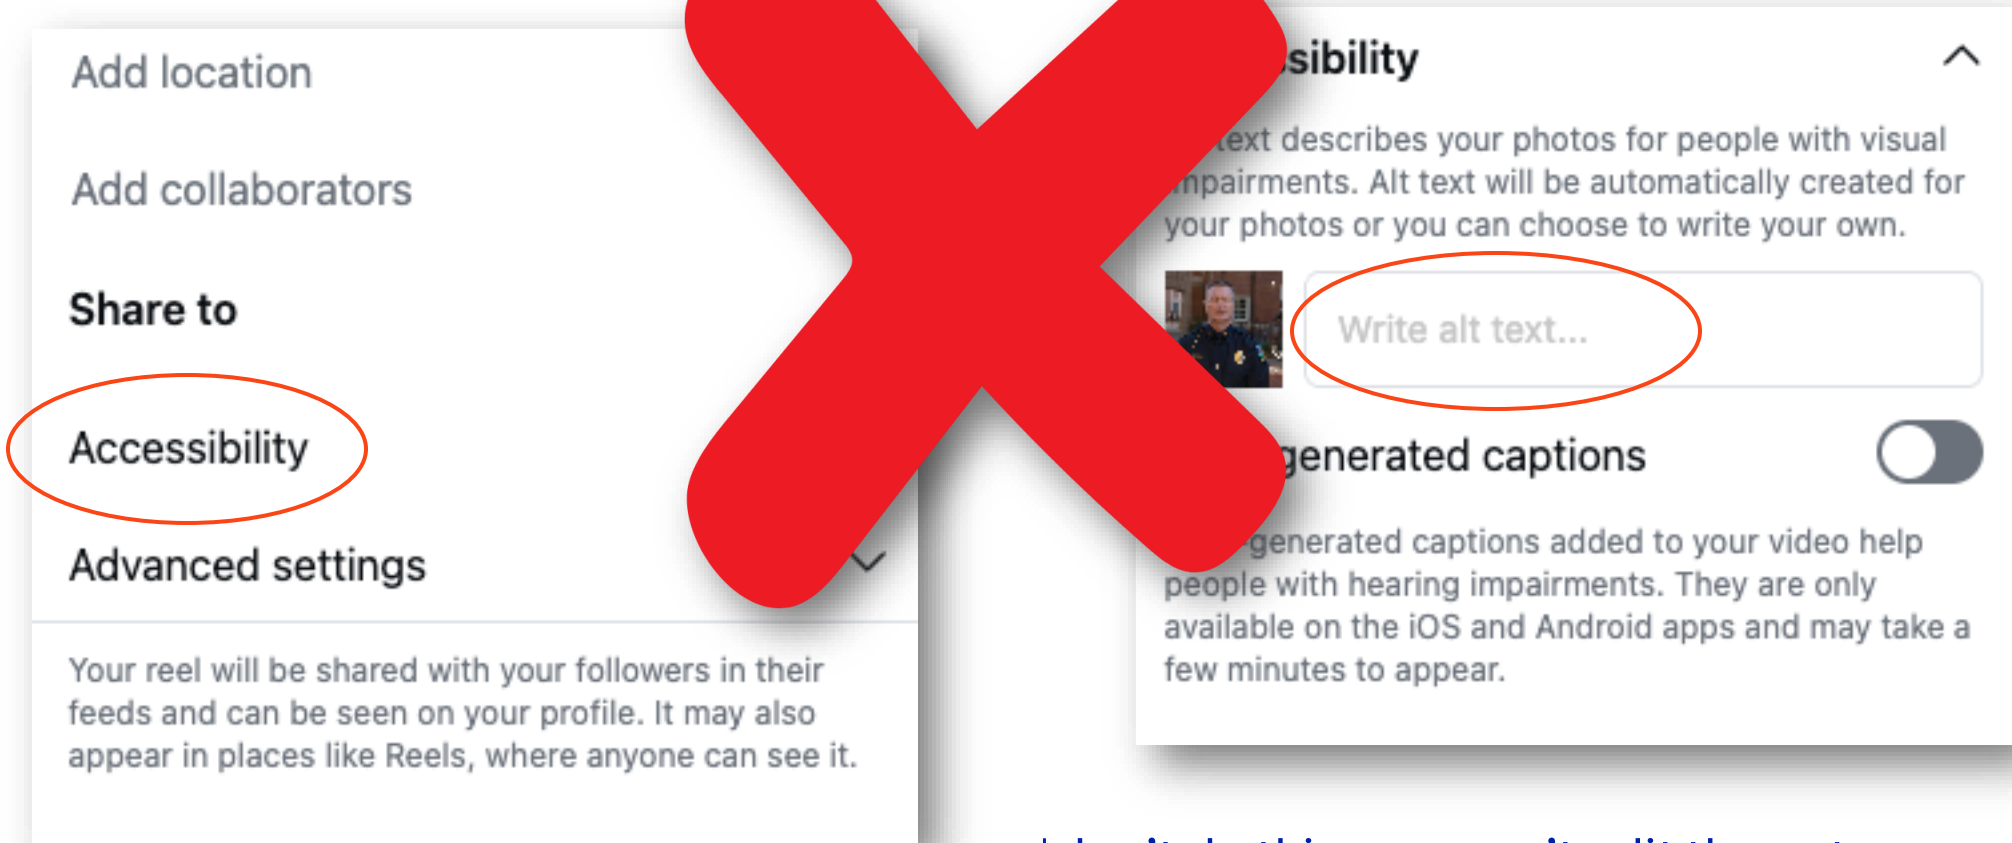 Add location
Add collaborators
Share to
Accessibility
Advanced settings
Your reel will be shared with your followers in their
feeds and can be seen on your profile. It may also
appear in places like Reels, where anyone can see it.
sibility
text describes your photos for people with visual
impairments. Alt text will be automatically created for
your photos or you can choose to write your own.
Write alt text...
generated captions
-generated captions added to your video help
people with hearing impairments. They are only
available on the iOS and Android apps and may take a
few minutes to appear.